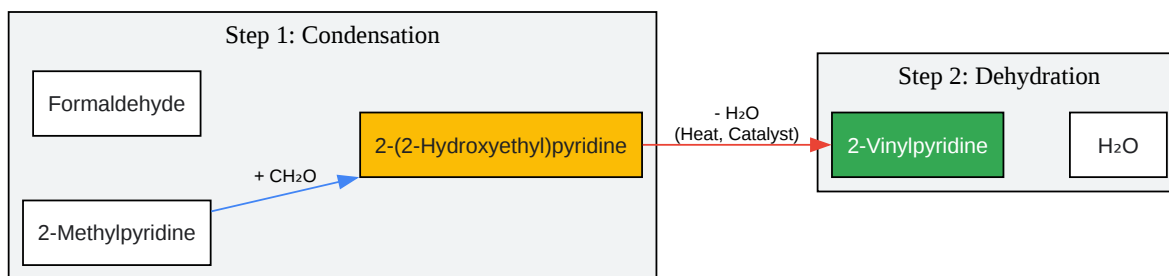 Step 1: Condensation
Formaldehyde
2-Methylpyridine
+ CH₂O
2-(2-Hydroxyethyl)pyridine
- H₂O
(Heat, Catalyst)
Step 2: Dehydration
2-Vinylpyridine
H₂O